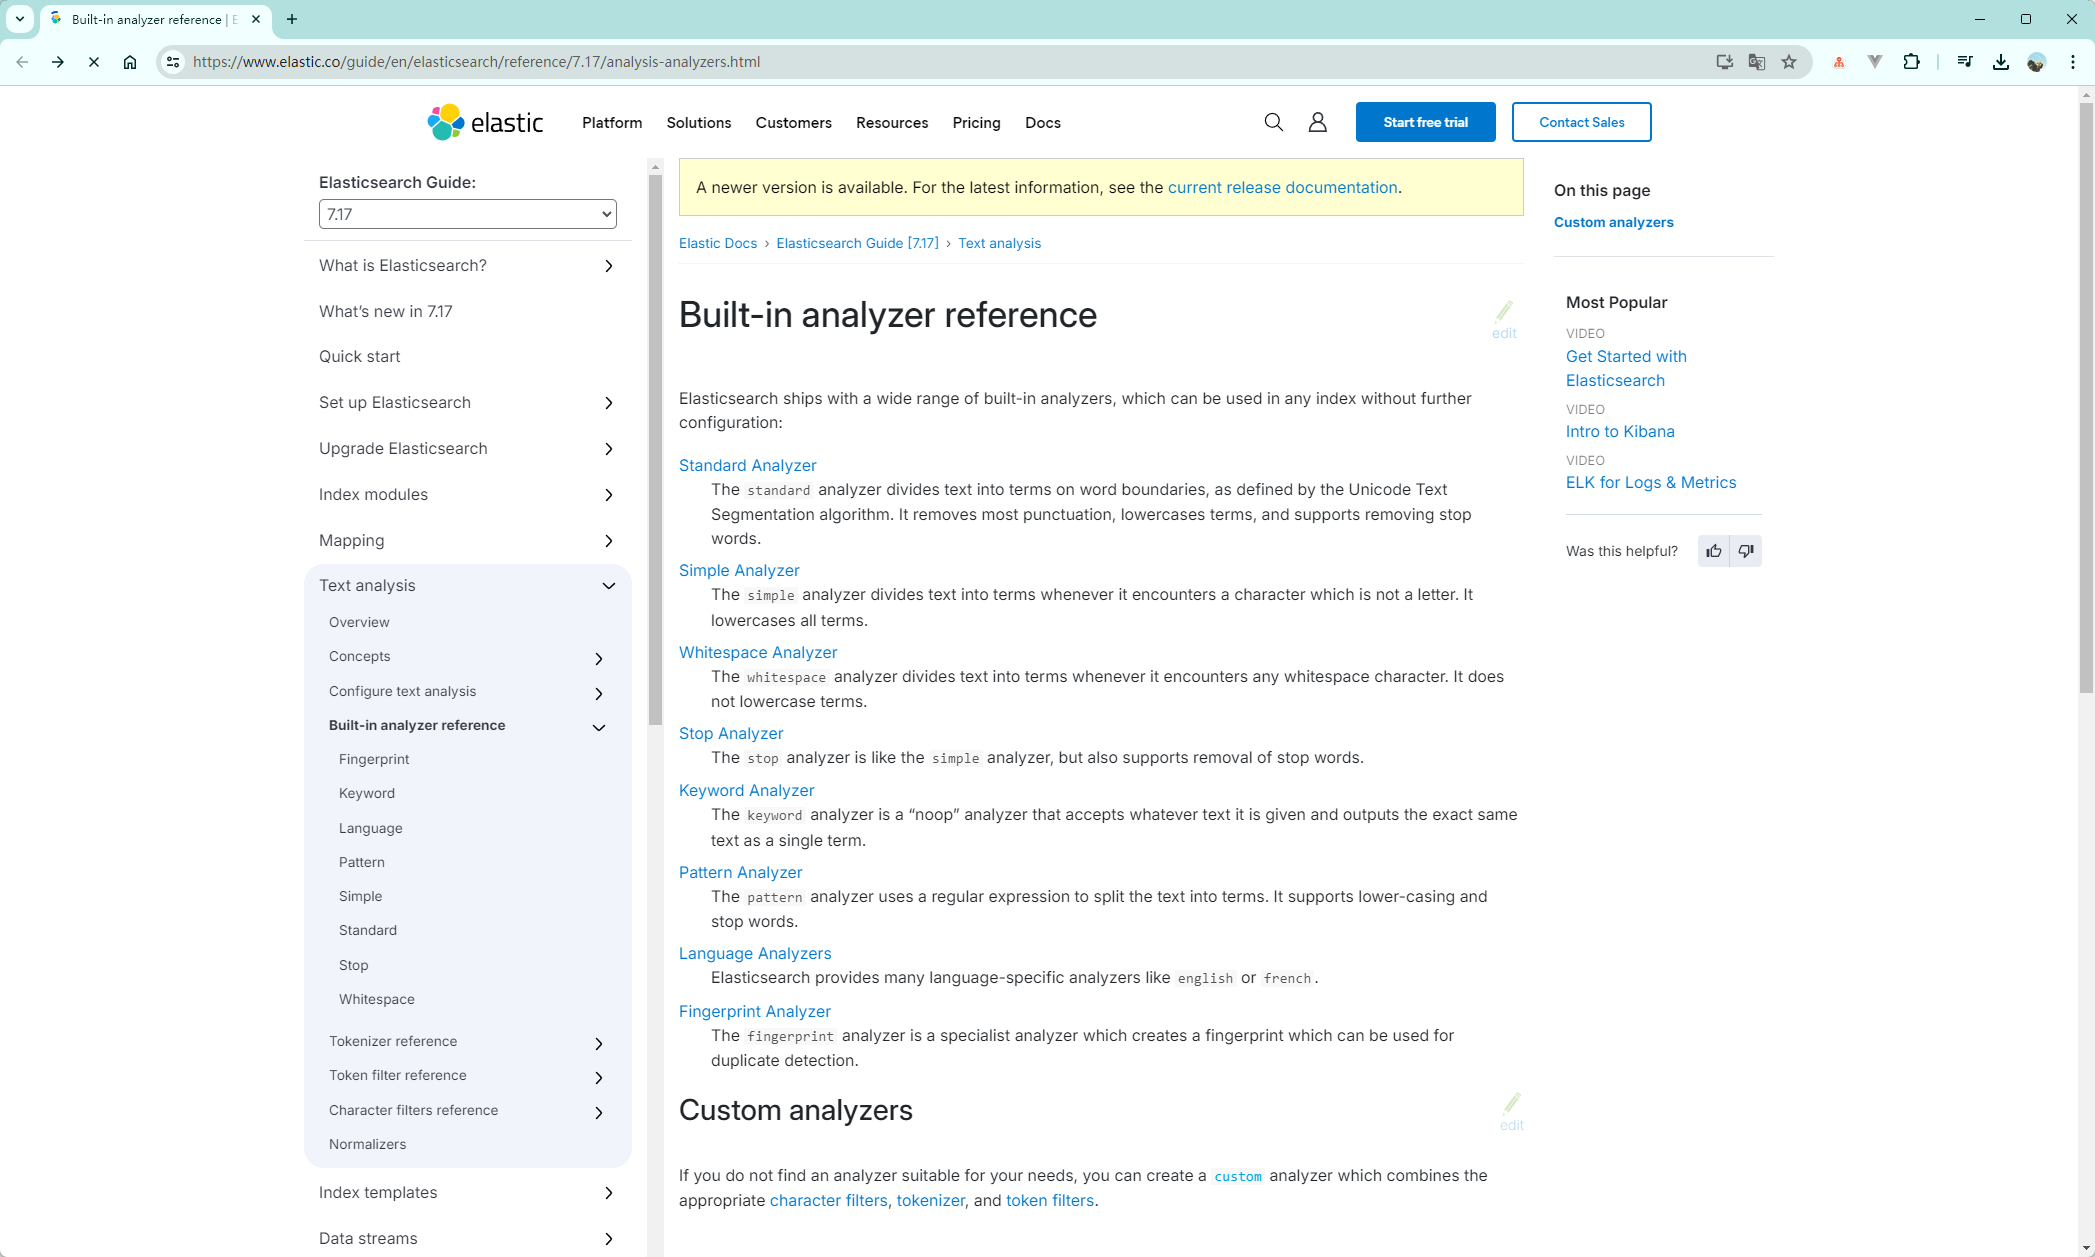 Built-in analyzer reference | E
https://www.elastic.co/guide/en/elasticsearch/reference/7.17/analysis-analyzers.html
elastic
Platform
Solutions
Customers
Resources
Pricing
Docs
Start free trial
Contact Sales
Elasticsearch Guide:
7.17
What is Elasticsearch?
What's new in 7.17
Quick start
Set up Elasticsearch
Upgrade Elasticsearch
Index modules
Mapping
Text analysis
Overview
Concepts
Configure text analysis
Built-in analyzer reference
Fingerprint
Keyword
Language
Pattern
Simple
Standard
Stop
Whitespace
Tokenizer reference
Token filter reference
Character filters reference
Normalizers
Index templates
Data streams
A newer version is available. For the latest information, see the current release documentation.
Elastic Docs › Elasticsearch Guide [7.17] › Text analysis
Built-in analyzer reference
edit
Elasticsearch ships with a wide range of built-in analyzers, which can be used in any index without further
configuration:
Standard Analyzer
The standard analyzer divides text into terms on word boundaries, as defined by the Unicode Text
Segmentation algorithm. It removes most punctuation, lowercases terms, and supports removing stop
words.
Simple Analyzer
The simple analyzer divides text into terms whenever it encounters a character which is not a letter. It
lowercases all terms.
Whitespace Analyzer
The whitespace analyzer divides text into terms whenever it encounters any whitespace character. It does
not lowercase terms.
Stop Analyzer
The stop analyzer is like the simple analyzer, but also supports removal of stop words.
Keyword Analyzer
The keyword analyzer is a “noop” analyzer that accepts whatever text it is given and outputs the exact same
text as a single term.
Pattern Analyzer
The pattern analyzer uses a regular expression to split the text into terms. It supports lower-casing and
stop words.
Language Analyzers
Elasticsearch provides many language-specific analyzers like english or french.
Fingerprint Analyzer
The fingerprint analyzer is a specialist analyzer which creates a fingerprint which can be used for
duplicate detection.
Custom analyzers
edit
If you do not find an analyzer suitable for your needs, you can create a custom analyzer which combines the
appropriate character filters, tokenizer, and token filters.
On this page
Custom analyzers
Most Popular
VIDEO
Get Started with
Elasticsearch
VIDEO
Intro to Kibana
VIDEO
ELK for Logs & Metrics
Was this helpful?